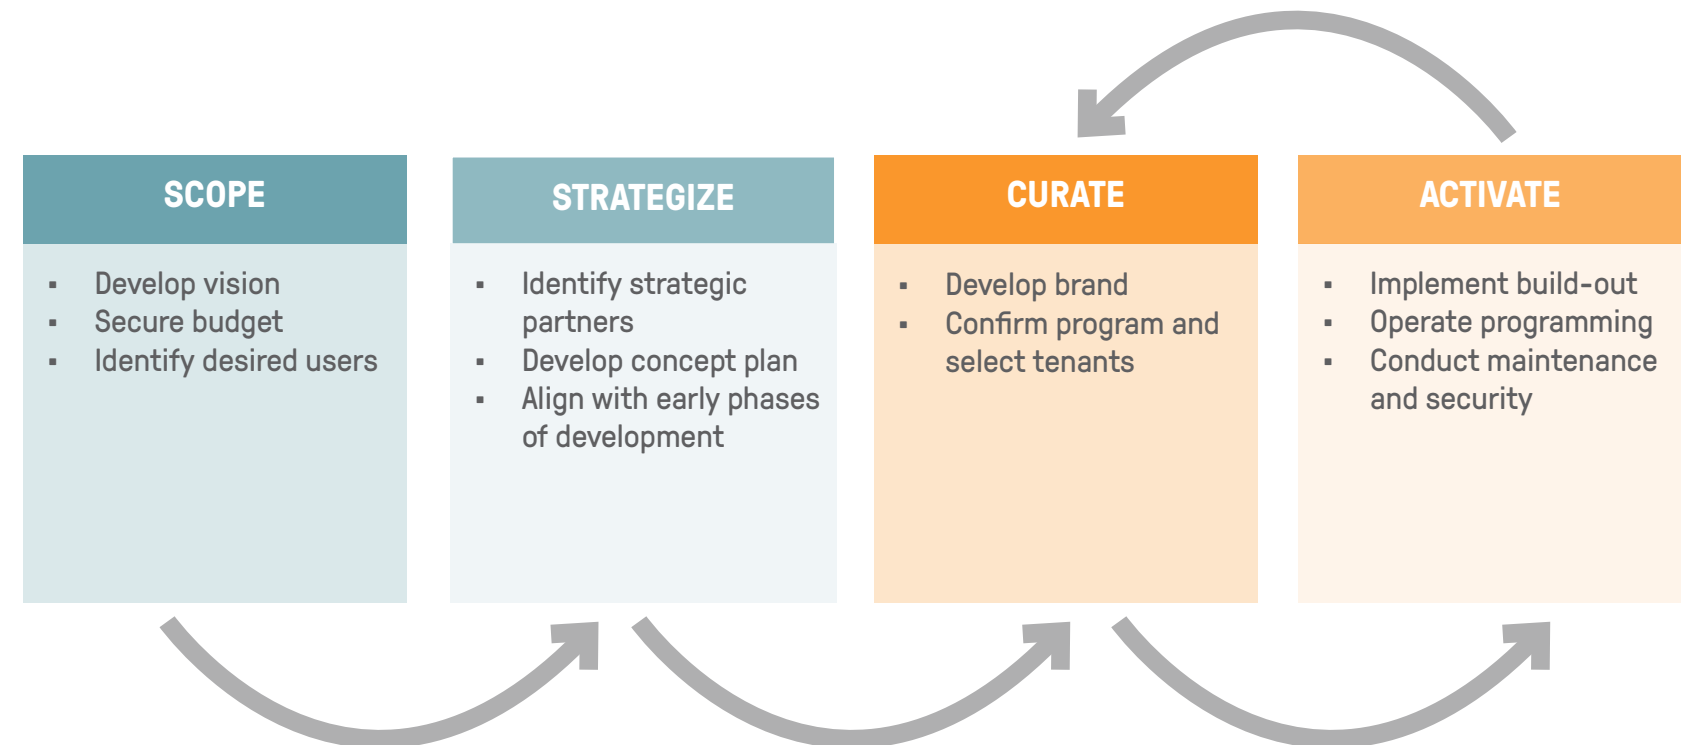 SCOPE
▪ Develop vision
▪ Secure budget
▪ Identify desired users
STRATEGIZE
▪ Identify strategic
partners
▪ Develop concept plan
▪ Align with early phases
of development
CURATE
▪ Develop brand
▪ Confirm program and
select tenants
ACTIVATE
▪ Implement build-out
▪ Operate programming
▪ Conduct maintenance
and security